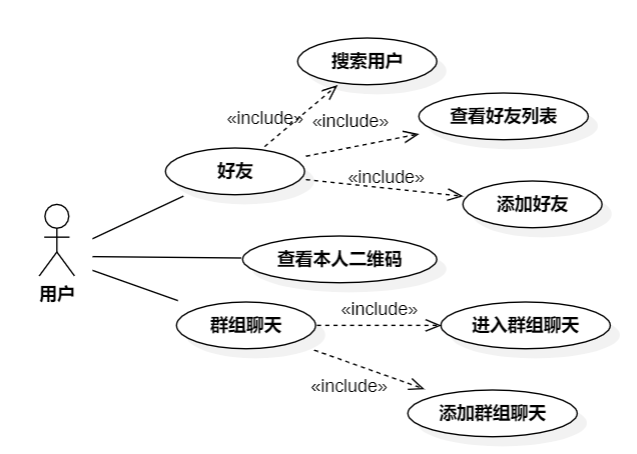 搜索用户
«include»
查看好友列表
«include»
好友
«include»
添加好友
用户
查看本人二维码
群组聊天
«include»
进入群组聊天
«include»
添加群组聊天